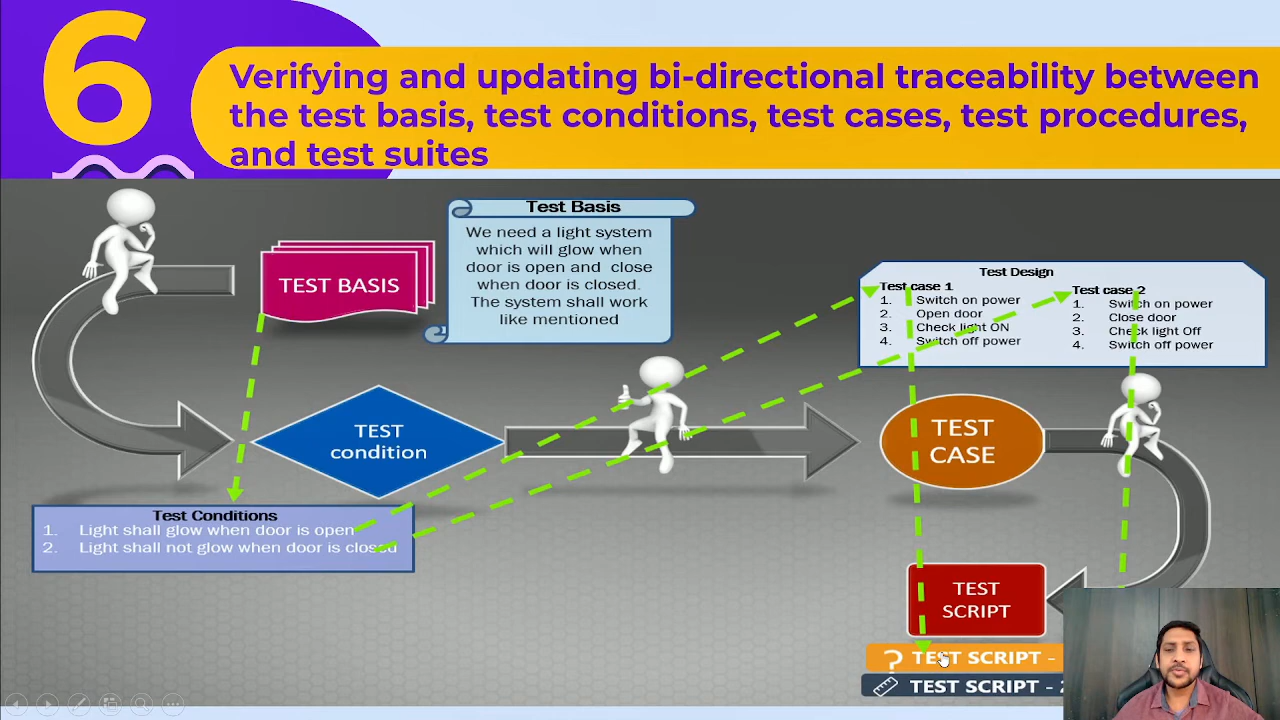 6
Verifying and updating bi-directional traceability between
the test basis, test conditions, test cases, test procedures,
and test suites
TEST BASIS
Test Basis
We need a light system
which will glow when
door is open and close
when door is closed.
The system shall work
like mentioned
Test Design
Test case 1
1. Switch on power
2. Open door
3. Check light ON
4. Switch off power
Test case 2
1. Switch on power
2. Close door
3. Check light Off
4. Switch off power
TEST
condition
TEST
CASE
Test Conditions
1. Light shall glow when door is open
2. Light shall not glow when door is closed
TEST
SCRIPT
? TEST SCRIPT -
TEST SCRIPT - 2